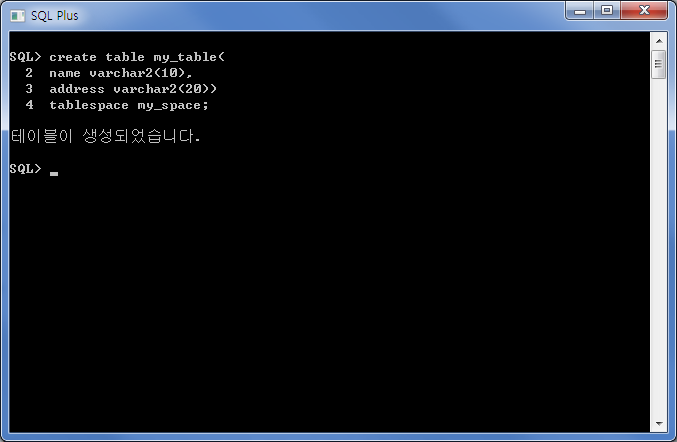 SQL Plus
SQL> create table my_table(
  2  name varchar2(10),
  3  address varchar2(20))
  4  tablespace my_space;
테이블이 생성되었습니다.
SQL>